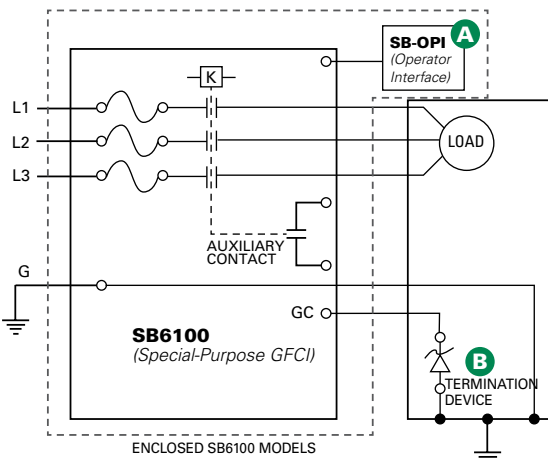 SB-OPI
(Operator
Interface)
A
K
L1
L2
L3
LOAD
AUXILIARY
CONTACT
G
GC
SB6100
(Special-Purpose GFCI)
B
TERMINATION
DEVICE
ENCLOSED SB6100 MODELS